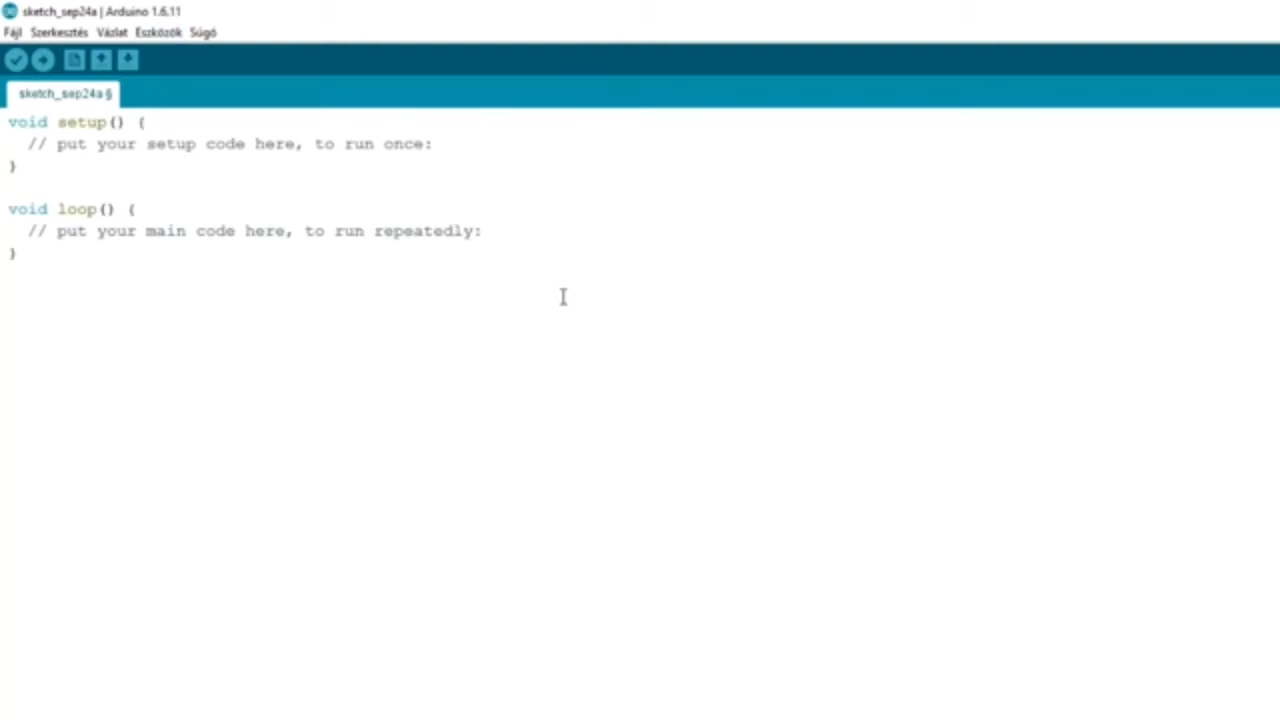 sketch_sep24a | Arduino 1.6.11
Fájl Szerkesztés Vázlat Eszközök Súgó
sketch_sep24a §
void setup() {
  // put your setup code here, to run once:
}
void loop() {
  // put your main code here, to run repeatedly:
}